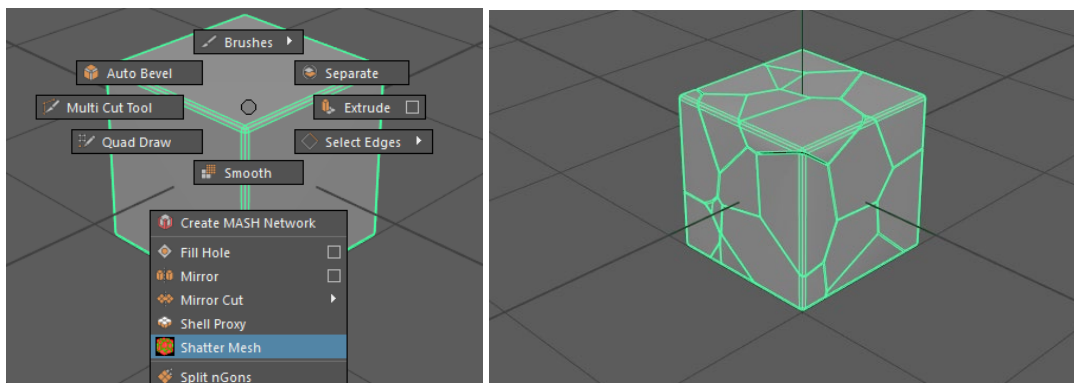 Brushes
Auto Bevel
Separate
Multi Cut Tool
Extrude
Quad Draw
Select Edges
Smooth
Create MASH Network
Fill Hole
Mirror
Mirror Cut
Shell Proxy
Shatter Mesh
Split nGons